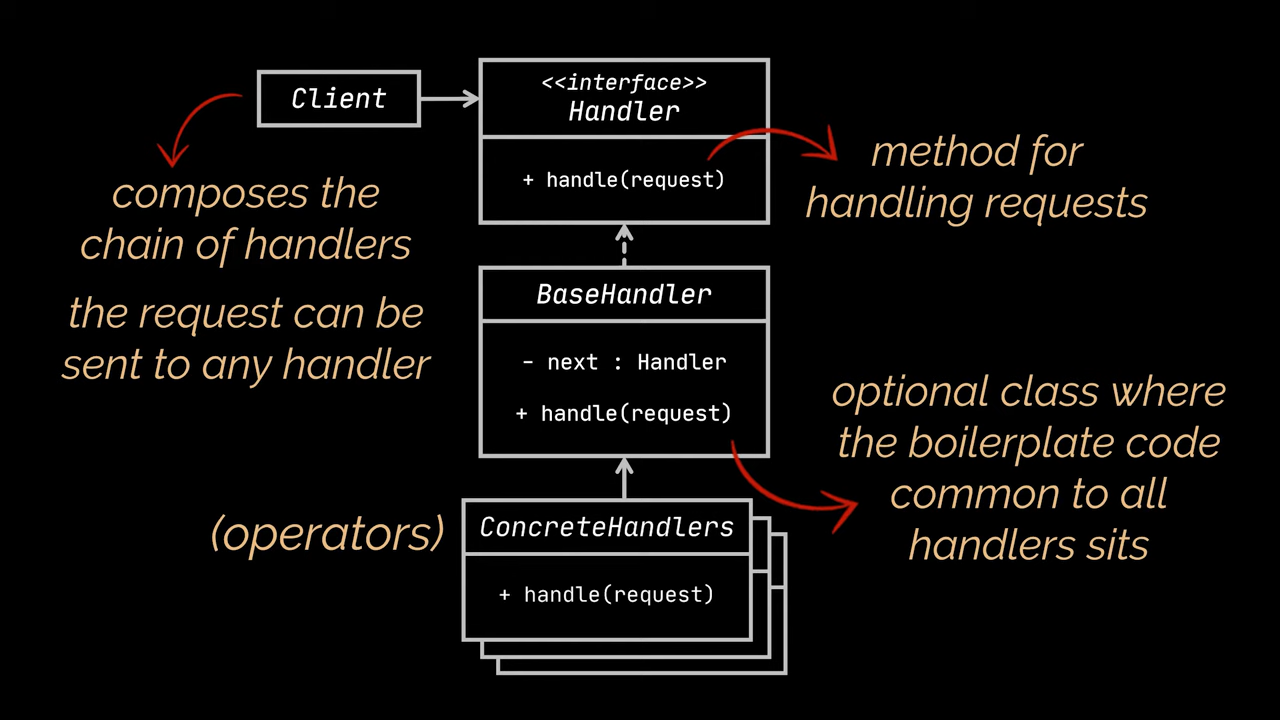 Client
<<interface>>
Handler
+ handle(request)
method for
handling requests
composes the
chain of handlers
the request can be
sent to any handler
BaseHandler
- next : Handler
+ handle(request)
optional class where
the boilerplate code
common to all
handlers sits
(operators)
ConcreteHandlers
+ handle(request)